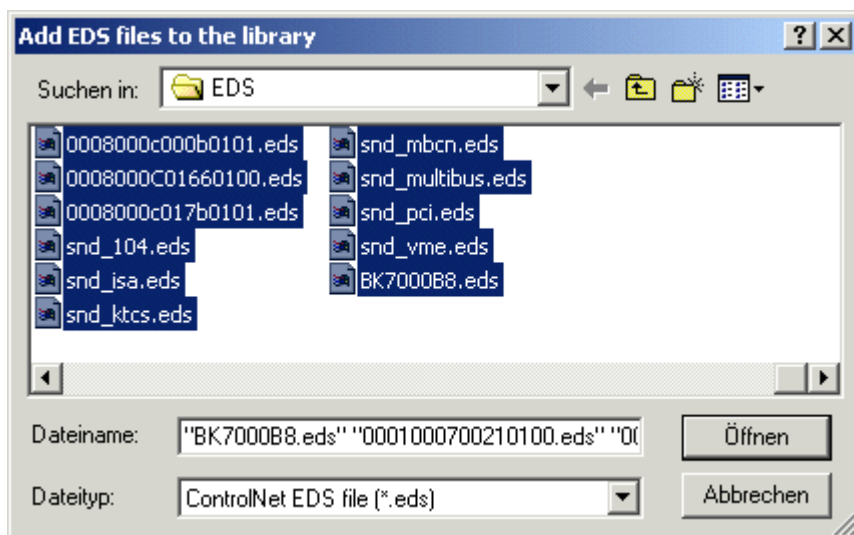 Add EDS files to the library
Suchen in: EDS
0008000c000b0101.eds
0008000C01660100.eds
0008000c017b0101.eds
snd_104.eds
snd_isa.eds
snd_ktcs.eds
snd_mbcn.eds
snd_multibus.eds
snd_pci.eds
snd_vme.eds
BK7000B8.eds
Dateiname: "BK7000B8.eds" "0001000700210100.eds" "0(
Öffnen
Dateityp: ControlNet EDS file (*.eds)
Abbrechen